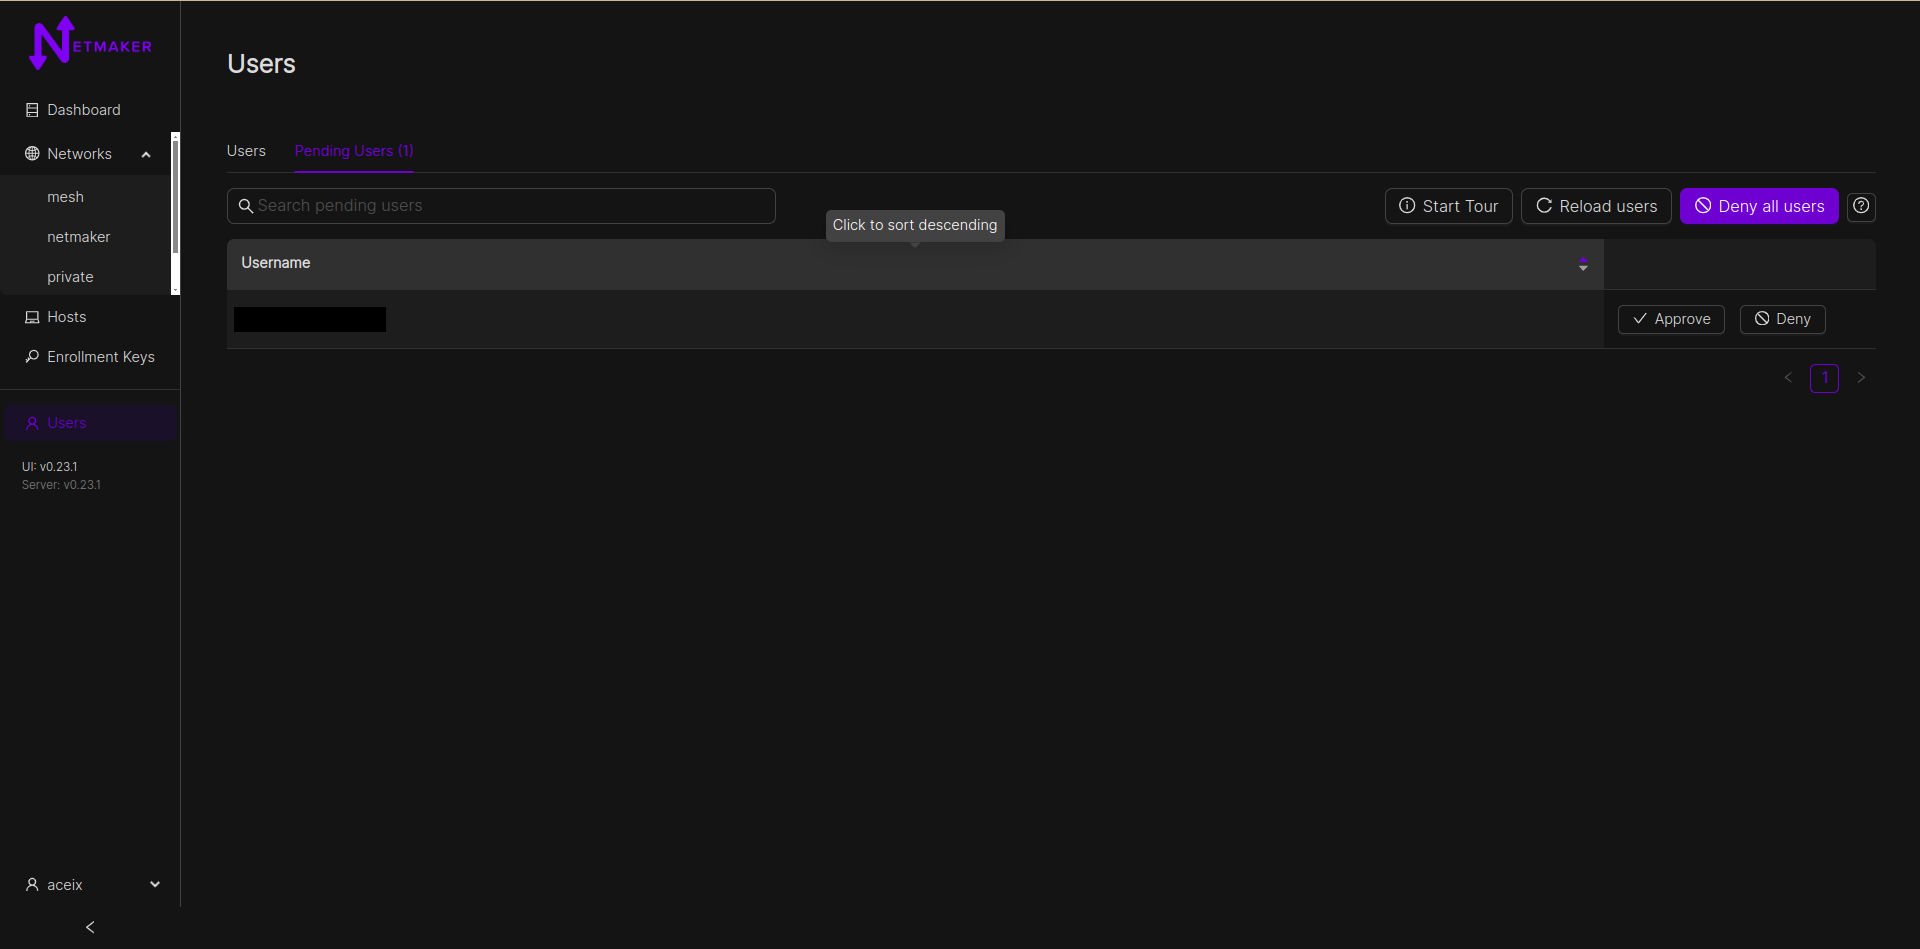 NETMAKER
Dashboard
Networks
mesh
netmaker
private
Hosts
Enrollment Keys
Users
UI: v0.23.1
Server: v0.23.1
aceix
Users
Users Pending Users (1)
Search pending users
Start Tour Reload users Deny all users
Click to sort descending
Username
Approve Deny
1